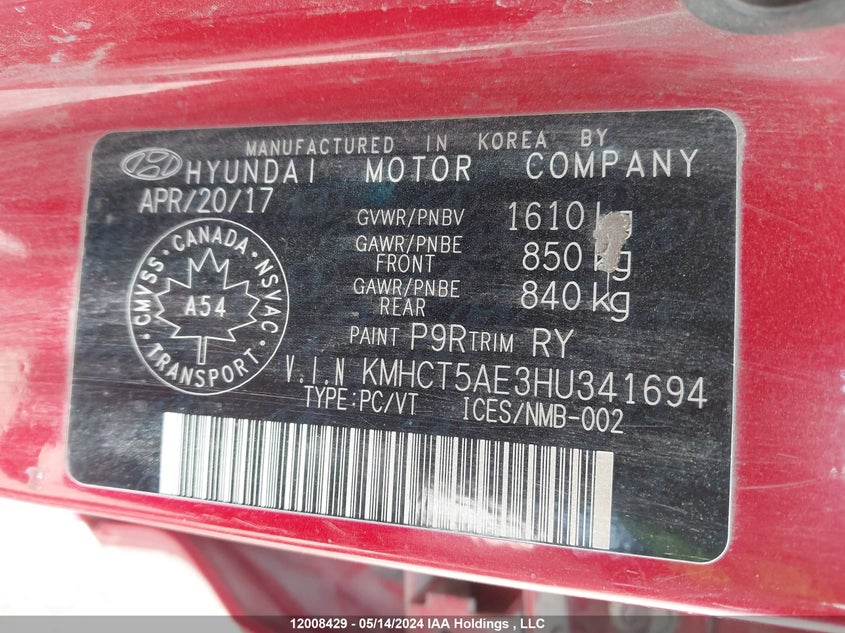 MANUFACTURED IN KOREA BY
HYUNDAI MOTOR COMPANY
APR/20/17
GVWR/PNBV 1610 kg
GAWR/PNBE FRONT 850 kg
GAWR/PNBE REAR 840 kg
PAINT P9R TRIM RY
V.I.N KMHCT5AE3HU341694
TYPE:PC/VT ICES/NMB-002
CANADA
CMVSS • NSVAC
A54
TRANSPORT
12008429 - 05/14/2024 IAA Holdings , LLC